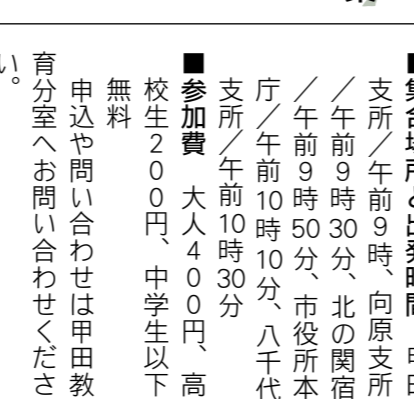 ■集合場所と出発時間　甲田
支所／午前9時、向原支所
／午前9時30分、北の関宿
／午前9時50分、市役所本
庁／午前10時10分、八千代
支所／午前10時30分
■参加費　大人400円、高
校生200円、中学生以下
無料
　申込や問い合わせは甲田教
育分室へお問い合わせくださ
い。